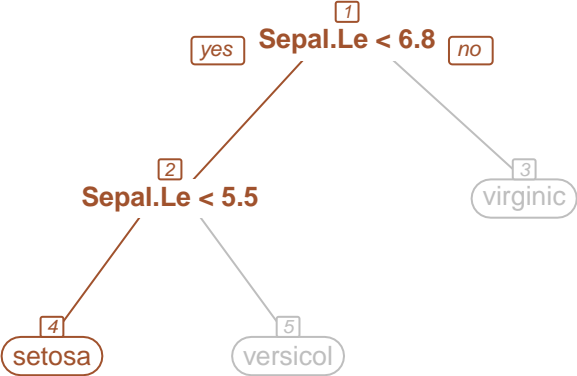 1
yes
Sepal.Le < 6.8
no
2
Sepal.Le < 5.5
3
virginic
4
setosa
5
versicol